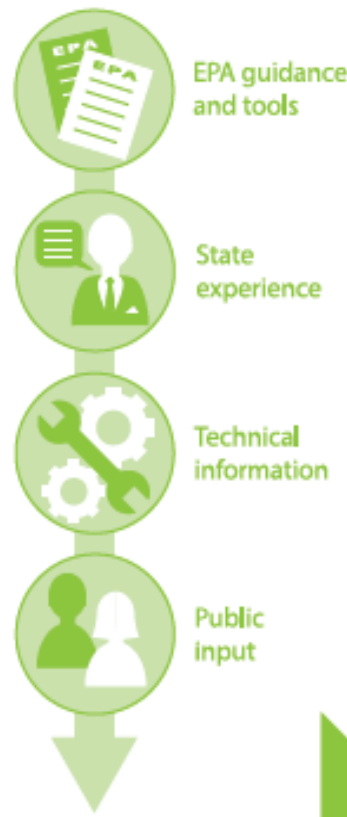 EPA
EPA
EPA guidance
and tools
State
experience
Technical
information
Public
input